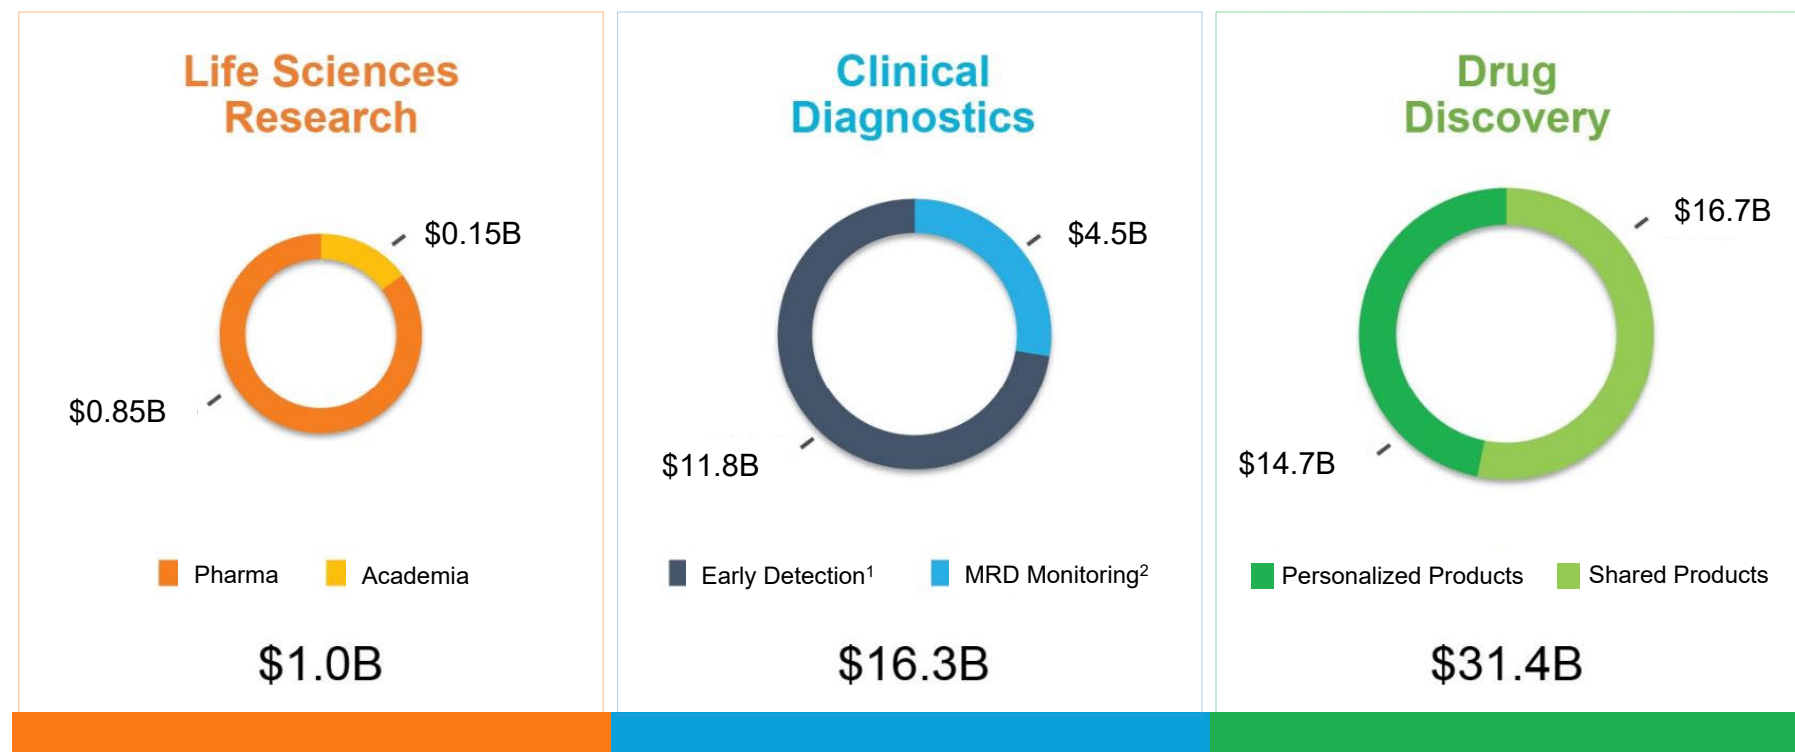 Life Sciences
Research
$0.15B
$0.85B
Pharma
Academia
$1.0B
Clinical
Diagnostics
$4.5B
$11.8B
Early Detection¹
MRD Monitoring²
$16.3B
Drug
Discovery
$16.7B
$14.7B
Personalized Products
Shared Products
$31.4B